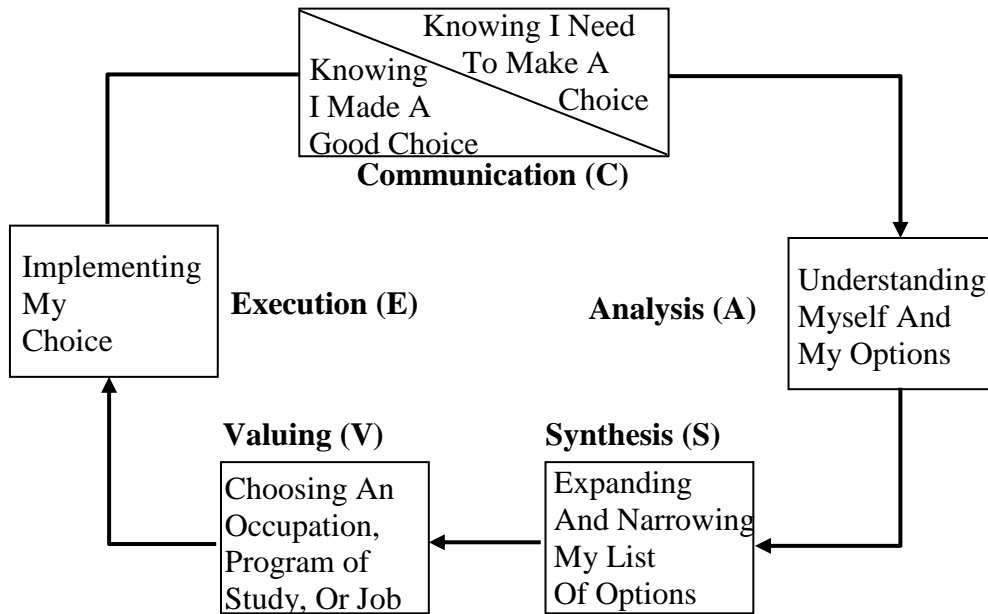 Knowing I Need
To Make A
Choice
Knowing
I Made A
Good Choice
Communication (C)
Implementing
My
Choice
Execution (E)
Analysis (A)
Understanding
Myself And
My Options
Valuing (V)
Choosing An
Occupation,
Program of
Study, Or Job
Synthesis (S)
Expanding
And Narrowing
My List
Of Options